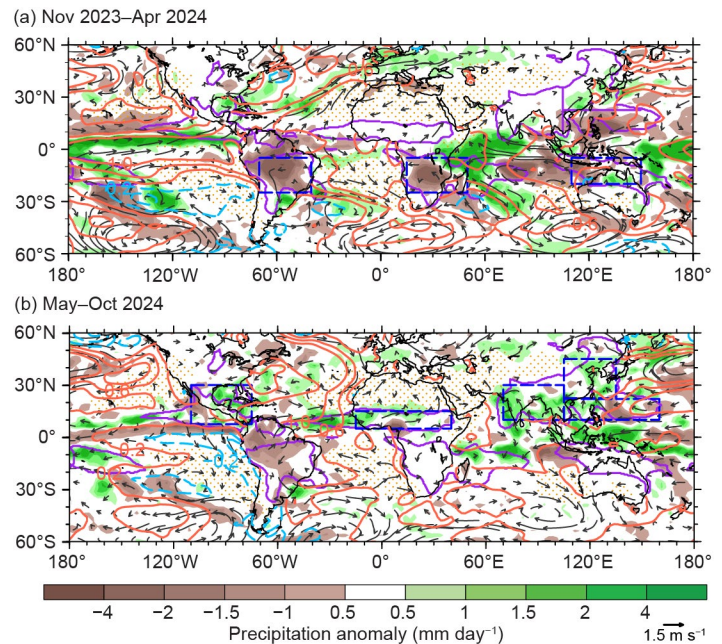 (a) Nov 2023–Apr 2024
60°N
30°N
0°
30°S
60°S
180° 120°W 60°W 0° 60°E 120°E 180°
(b) May–Oct 2024
60°N
30°N
0°
30°S
60°S
180° 120°W 60°W 0° 60°E 120°E 180°
−4 −2 −1.5 −1 0.5 0.5 1 1.5 2 4
Precipitation anomaly (mm day⁻¹)
1.5 m s⁻¹